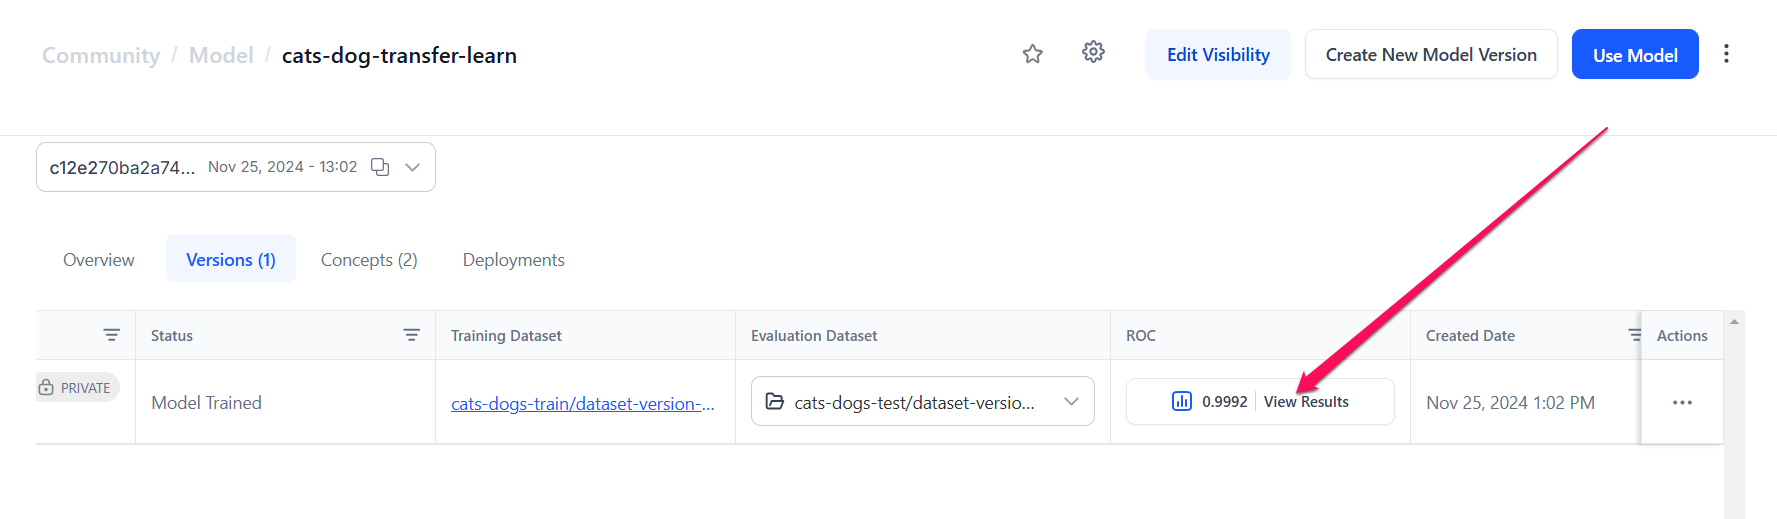 Community / Model / cats-dog-transfer-learn
Edit Visibility
Create New Model Version
Use Model
c12e270ba2a74... Nov 25, 2024 - 13:02
Overview
Versions (1)
Concepts (2)
Deployments
Status
Training Dataset
Evaluation Dataset
ROC
Created Date
Actions
PRIVATE
Model Trained
cats-dogs-train/dataset-version-...
cats-dogs-test/dataset-versio...
0.9992 View Results
Nov 25, 2024 1:02 PM